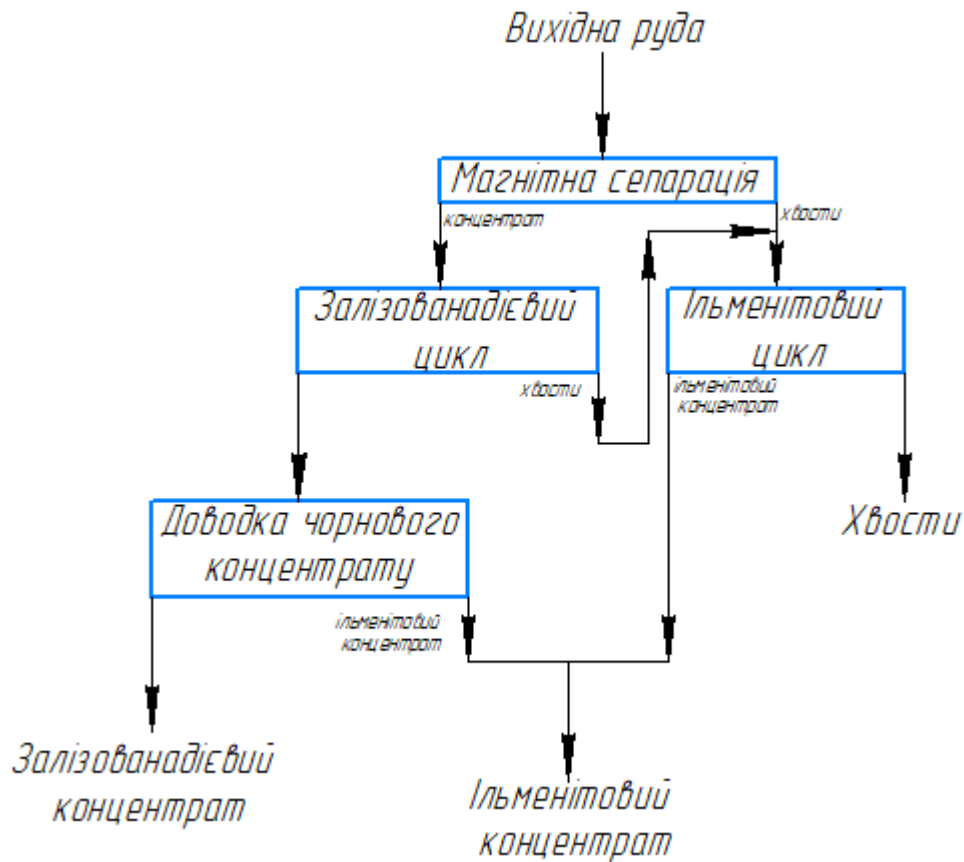 Вихідна руда
Магнітна сепарація
концентрат
хвости
Залізованадієвий
цикл
Ільменітовий
цикл
хвости
ільменітовий
концентрат
Доводка чорнового
концентрату
Хвости
ільменітовий
концентрат
Залізованадієвий
концентрат
Ільменітовий
концентрат